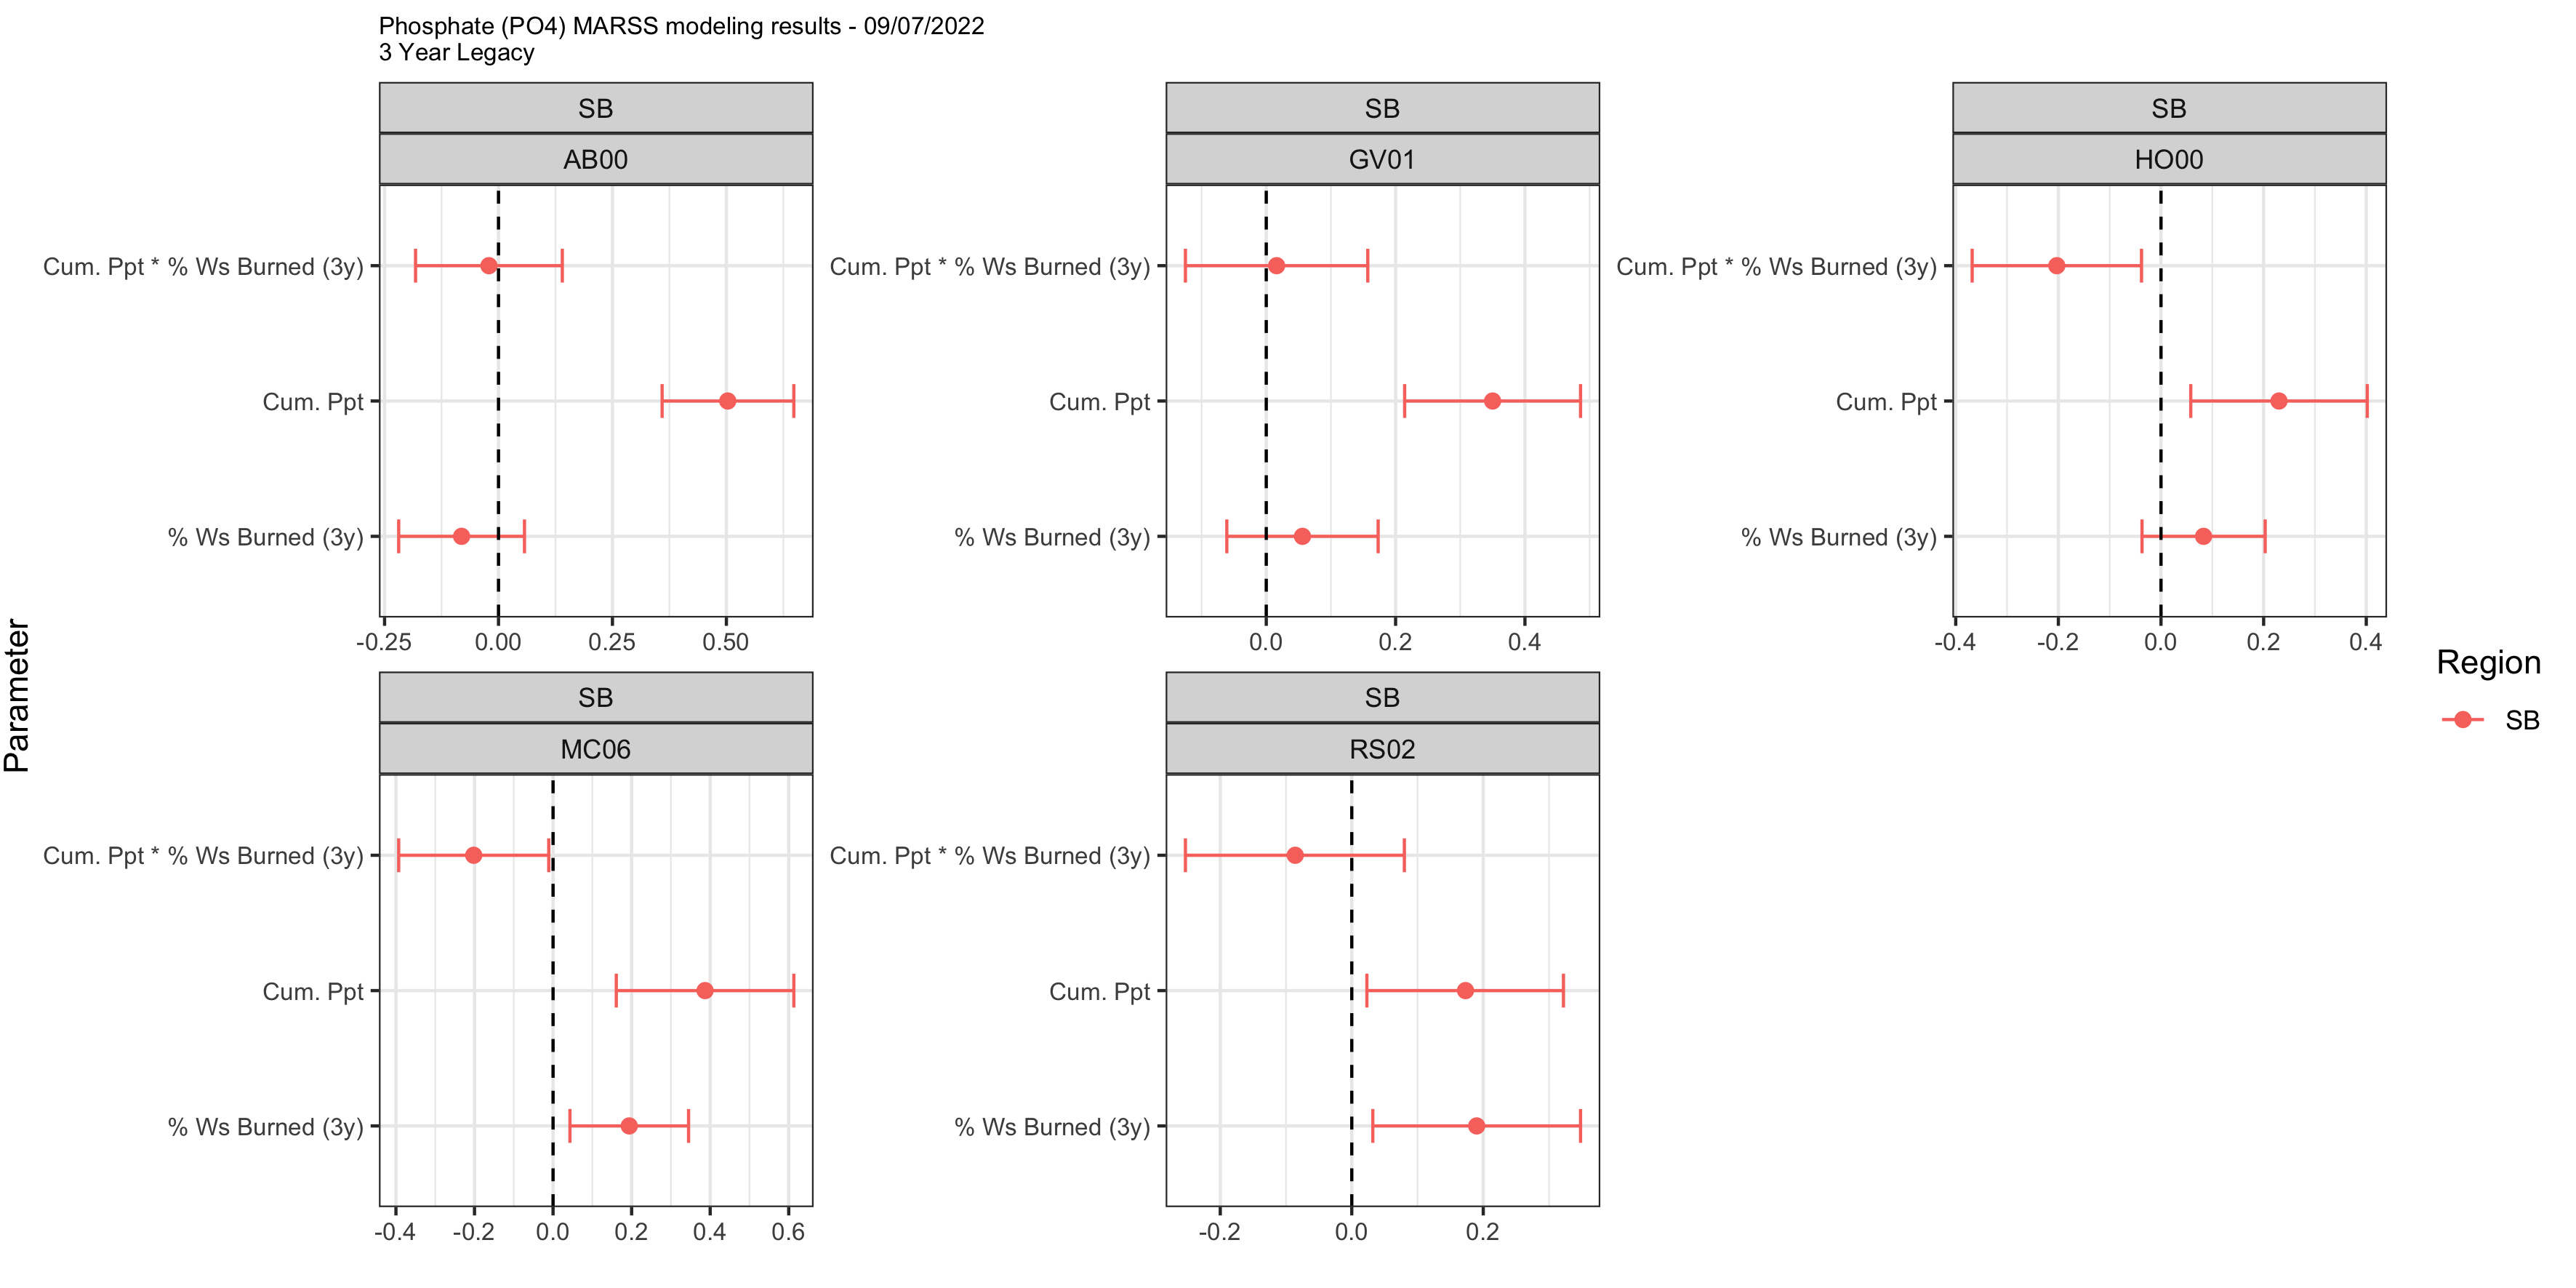 Phosphate (PO4) MARSS modeling results - 09/07/2022
3 Year Legacy
SB
AB00
Cum. Ppt * % Ws Burned (3y)
Cum. Ppt
% Ws Burned (3y)
-0.25 0.00 0.25 0.50
SB
GV01
Cum. Ppt * % Ws Burned (3y)
Cum. Ppt
% Ws Burned (3y)
0.0 0.2 0.4
SB
HO00
Cum. Ppt * % Ws Burned (3y)
Cum. Ppt
% Ws Burned (3y)
-0.4 -0.2 0.0 0.2 0.4
SB
MC06
Cum. Ppt * % Ws Burned (3y)
Cum. Ppt
% Ws Burned (3y)
-0.4 -0.2 0.0 0.2 0.4 0.6
SB
RS02
Cum. Ppt * % Ws Burned (3y)
Cum. Ppt
% Ws Burned (3y)
-0.2 0.0 0.2
Parameter
Region
SB